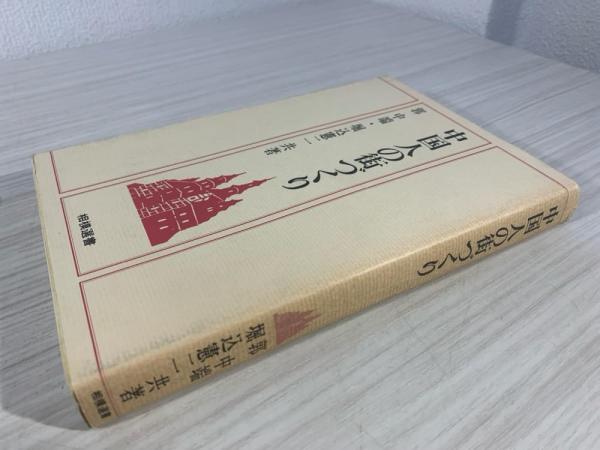 中国人の街づくり
郭 中端・堀込憲二 共著
相模選書
中国人の街づくり
郭 中端
堀込憲二 共著
相模選書